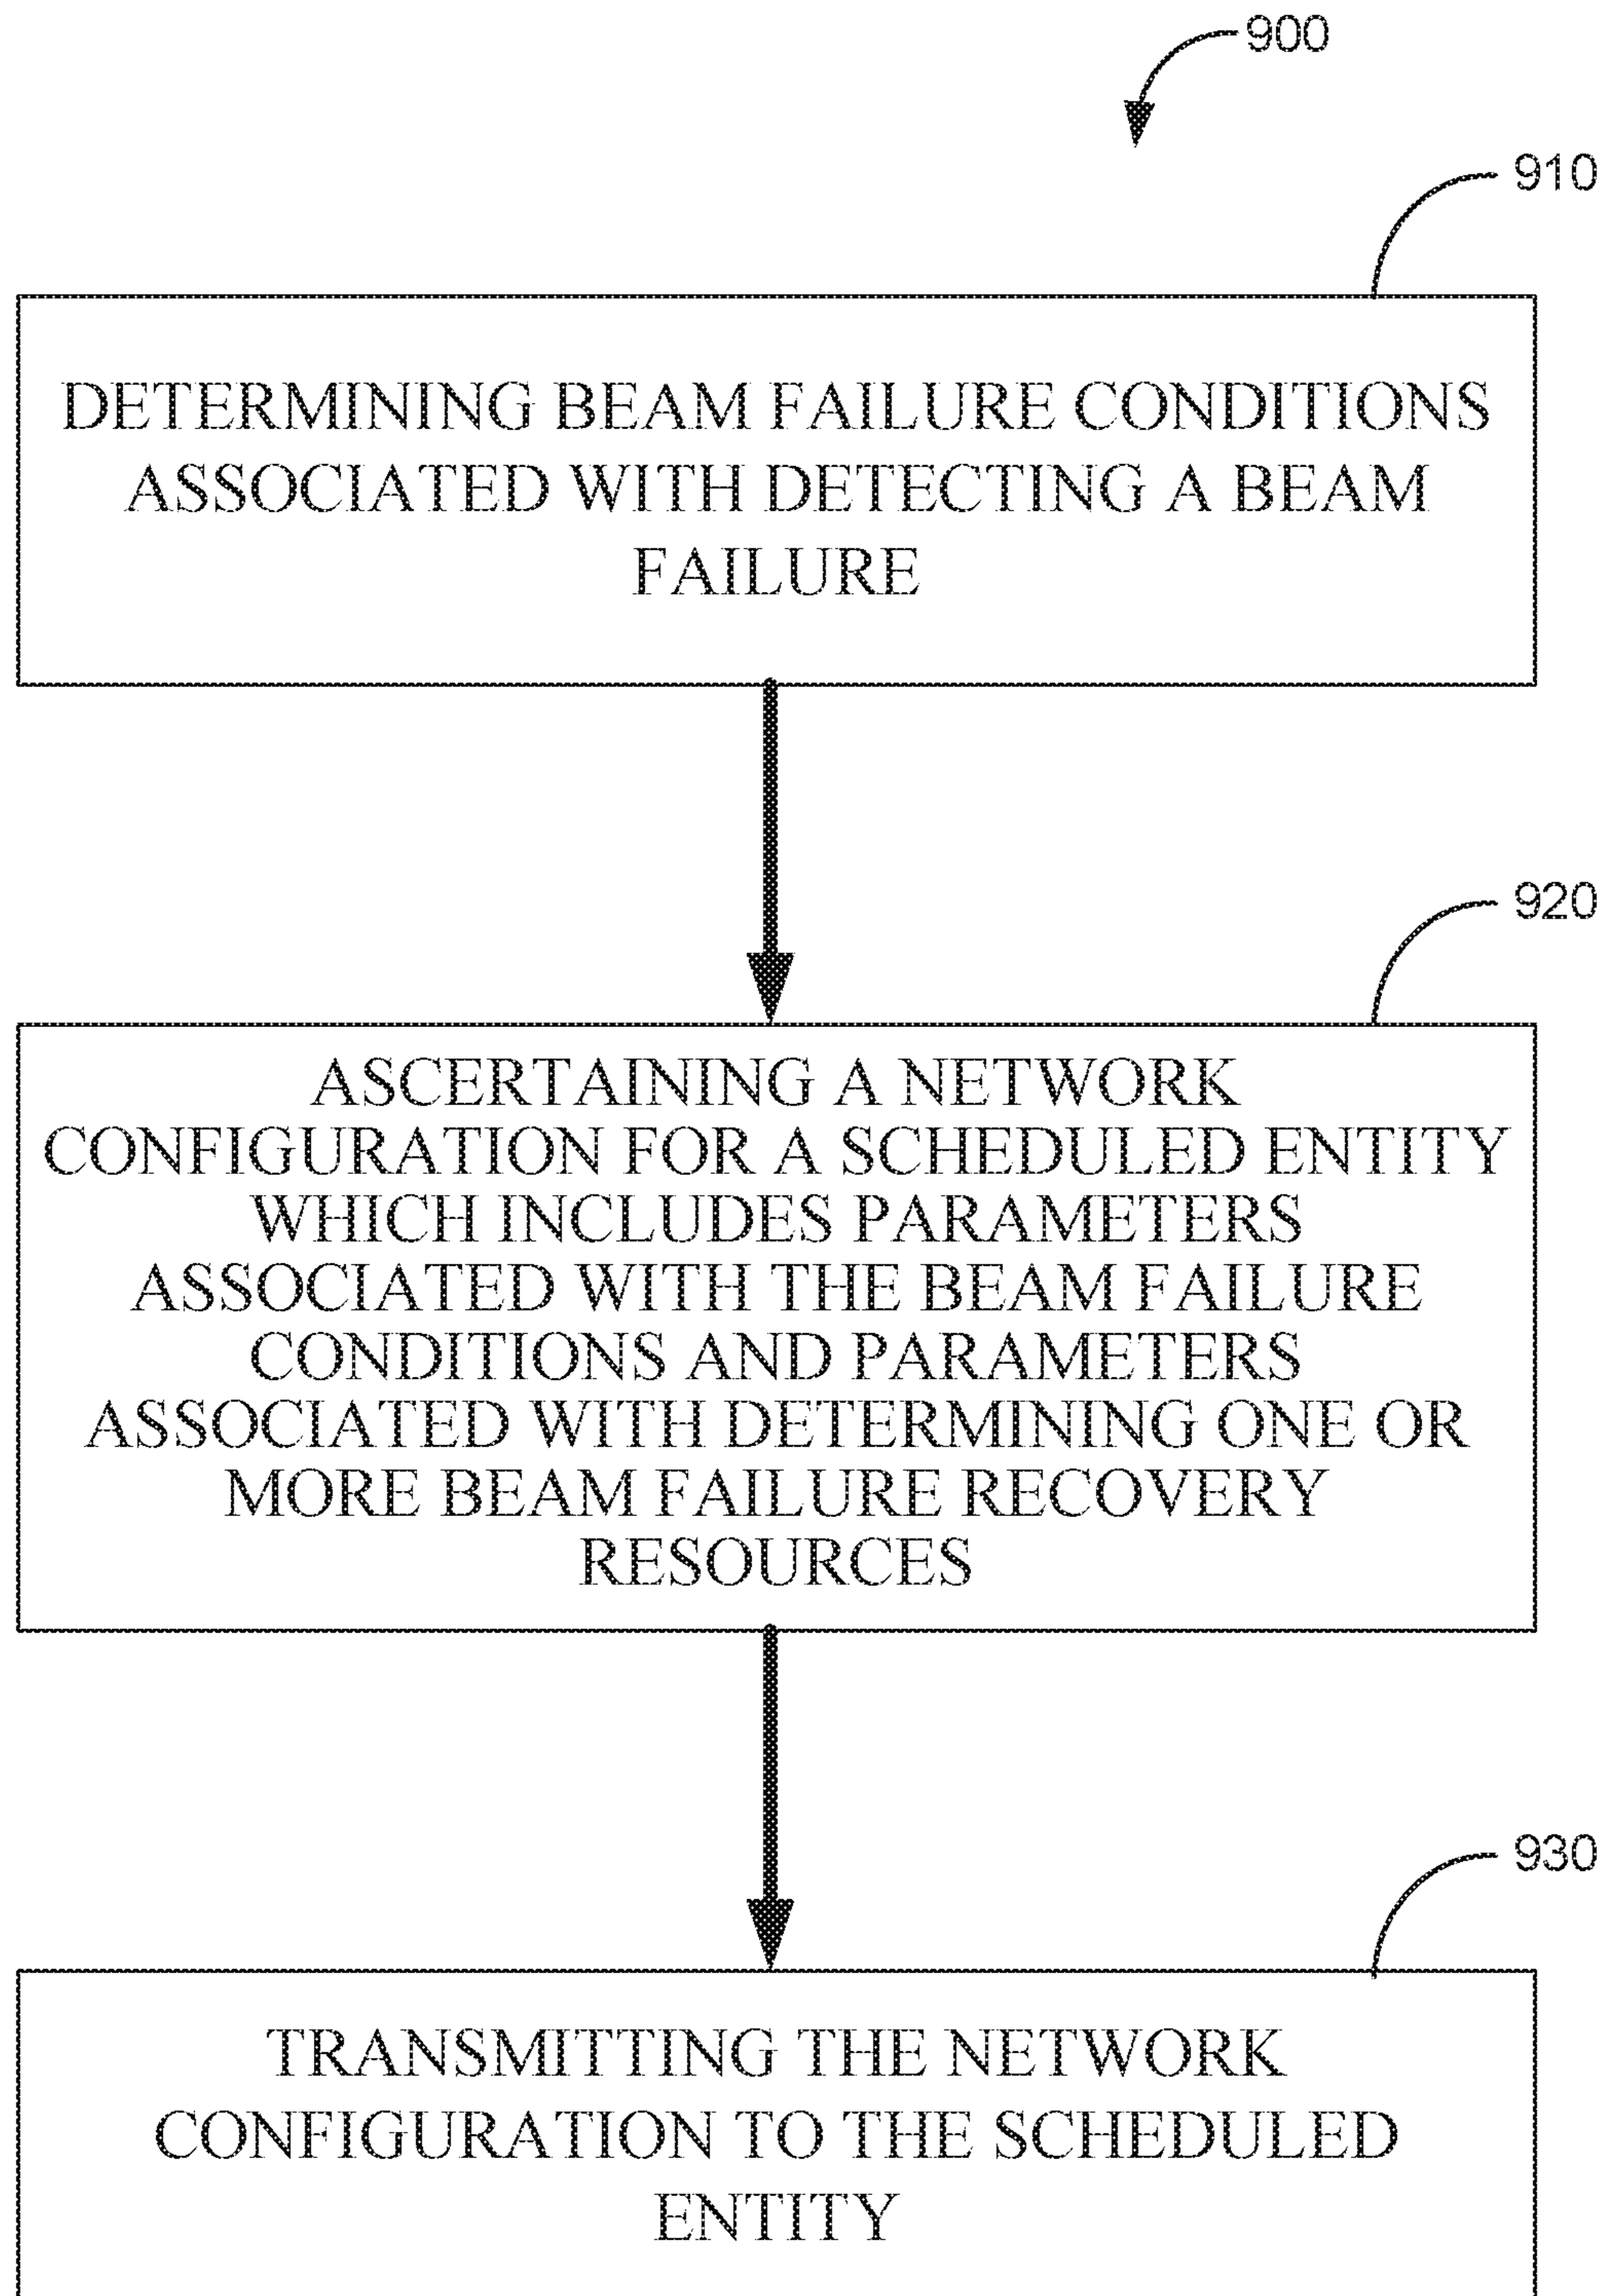 900
910
DETERMINING BEAM FAILURE CONDITIONS
ASSOCIATED WITH DETECTING A BEAM
FAILURE
920
ASCERTAINING A NETWORK
CONFIGURATION FOR A SCHEDULED ENTITY
WHICH INCLUDES PARAMETERS
ASSOCIATED WITH THE BEAM FAILURE
CONDITIONS AND PARAMETERS
ASSOCIATED WITH DETERMINING ONE OR
MORE BEAM FAILURE RECOVERY
RESOURCES
930
TRANSMITTING THE NETWORK
CONFIGURATION TO THE SCHEDULED
ENTITY